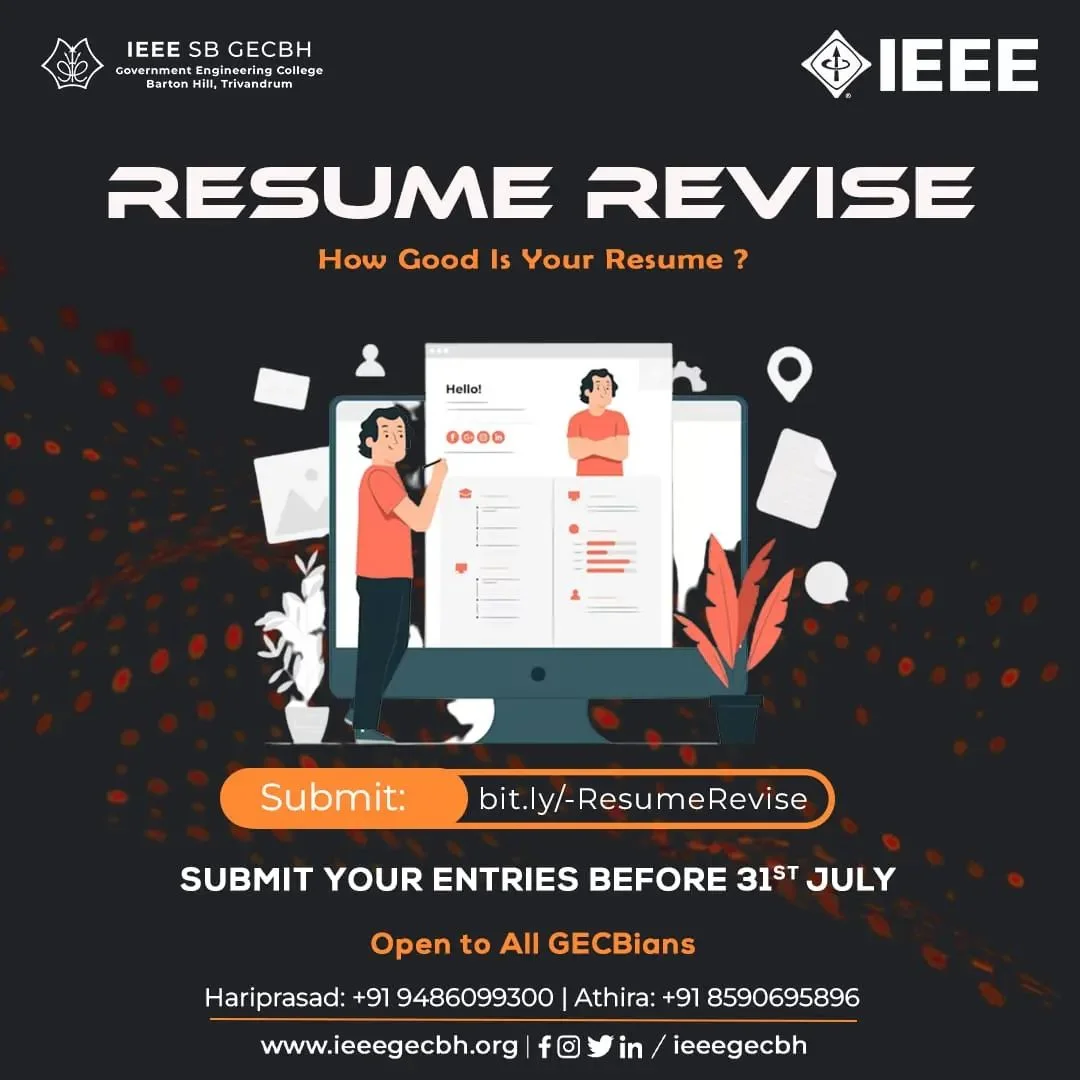 IEEE SB GECBH
Government Engineering College
Barton Hill, Trivandrum
IEEE
RESUME REVISE
How Good Is Your Resume ?
Hello!
Submit:
bit.ly/-ResumeRevise
SUBMIT YOUR ENTRIES BEFORE 31ST JULY
Open to All GECBians
Hariprasad: +91 9486099300 | Athira: +91 8590695896
www.ieeegecbh.org | / ieeegecbh